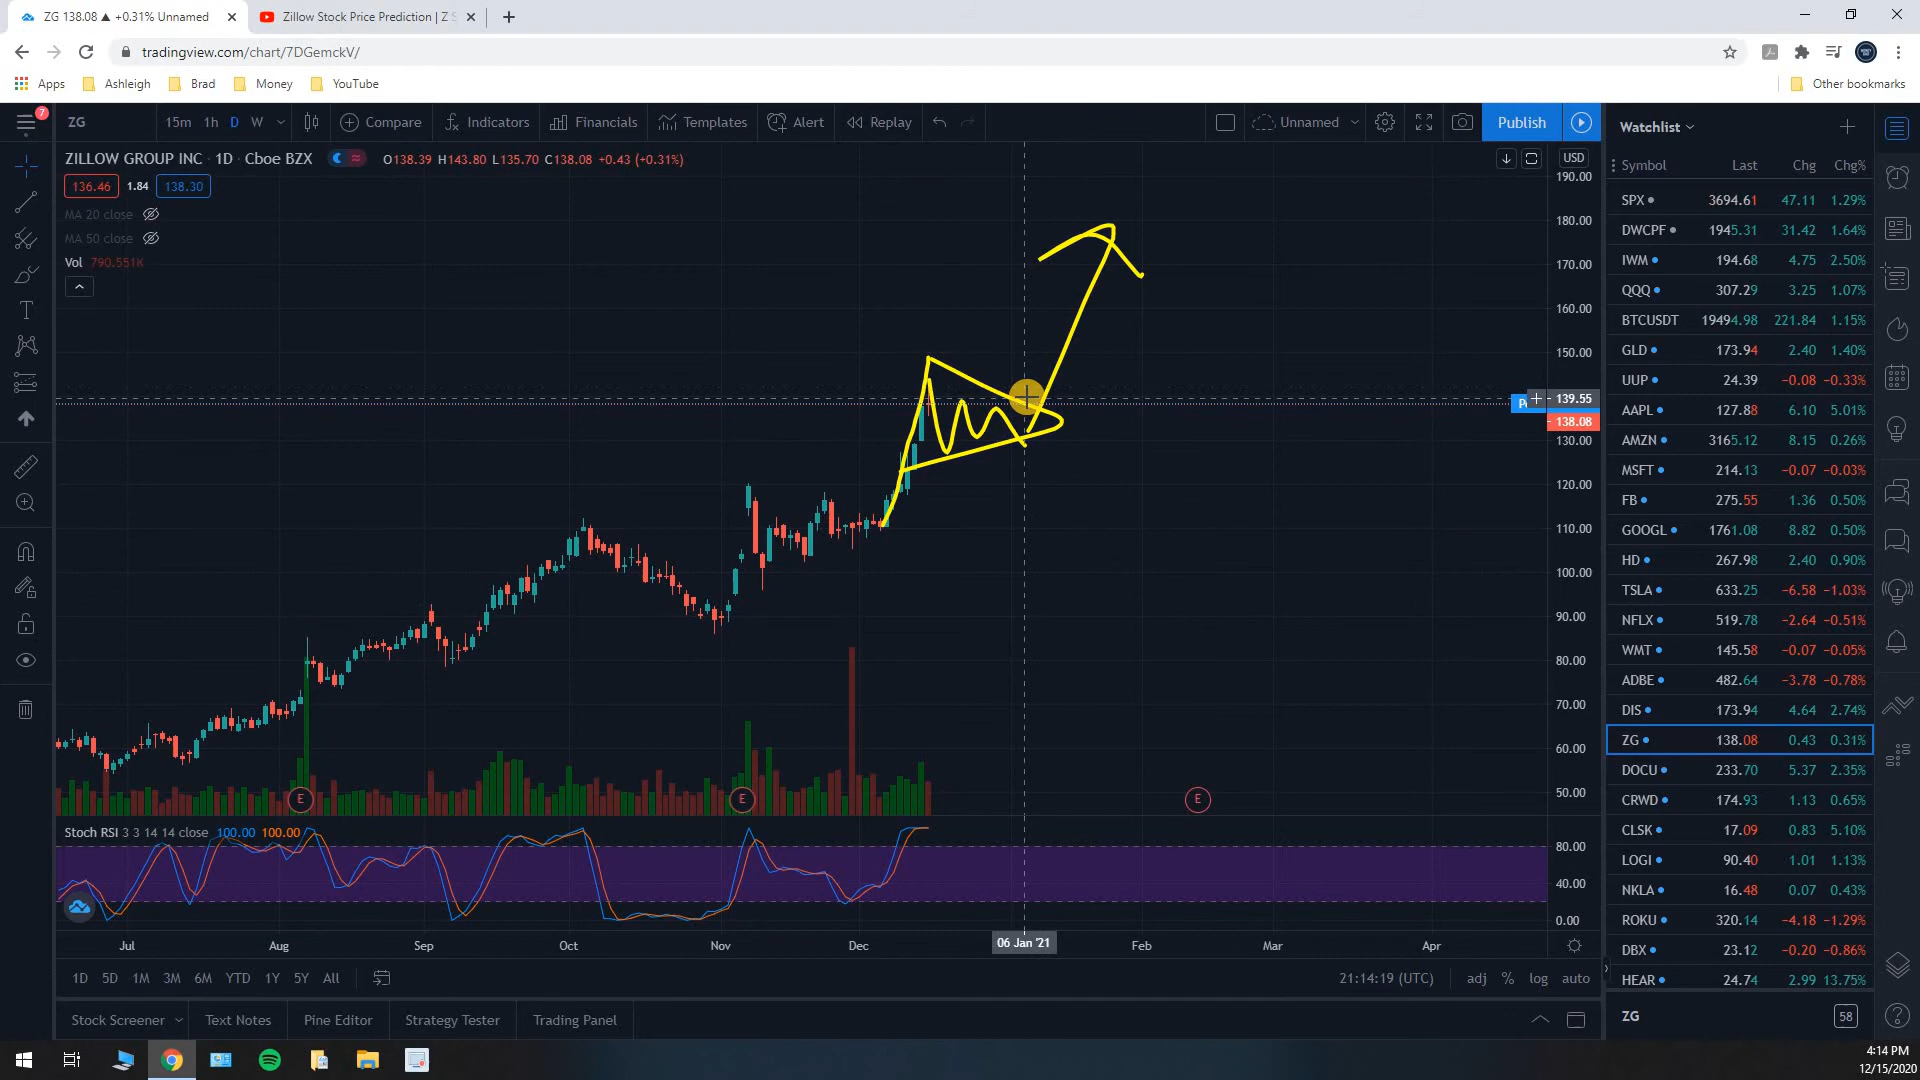 ZG 138.08 ▲ +0.31% Unnamed
Zillow Stock Price Prediction | Z S
tradingview.com/chart/7DGemckV/
Apps Ashleigh Brad Money YouTube Other bookmarks
7
ZG 15m 1h D W Compare Indicators Financials Templates Alert Replay Unnamed Publish
ZILLOW GROUP INC · 1D · Cboe BZX O138.39 H143.80 L135.70 C138.08 +0.43 (+0.31%)
136.46 1.84 138.30
MA 20 close
MA 50 close
Vol 790.551K
USD
190.00
180.00
170.00
160.00
150.00
139.55
138.08
130.00
120.00
110.00
100.00
90.00
80.00
70.00
60.00
50.00
E E E
Stoch RSI 3 3 14 14 close 100.00 100.00
80.00
40.00
0.00
Jul Aug Sep Oct Nov Dec 06 Jan '21 Feb Mar Apr
1D 5D 1M 3M 6M YTD 1Y 5Y All 21:14:19 (UTC) adj % log auto
Stock Screener Text Notes Pine Editor Strategy Tester Trading Panel
Watchlist
Symbol Last Chg Chg%
SPX 3694.61 47.11 1.29%
DWCPF 1945.31 31.42 1.64%
IWM 194.68 4.75 2.50%
QQQ 307.29 3.25 1.07%
BTCUSDT 19494.98 221.84 1.15%
GLD 173.94 2.40 1.40%
UUP 24.39 −0.08 −0.33%
AAPL 127.88 6.10 5.01%
AMZN 3165.12 8.15 0.26%
MSFT 214.13 −0.07 −0.03%
FB 275.55 1.36 0.50%
GOOGL 1761.08 8.82 0.50%
HD 267.98 2.40 0.90%
TSLA 633.25 −6.58 −1.03%
NFLX 519.78 −2.64 −0.51%
WMT 145.58 −0.07 −0.05%
ADBE 482.64 −3.78 −0.78%
DIS 173.94 4.64 2.74%
ZG 138.08 0.43 0.31%
DOCU 233.70 5.37 2.35%
CRWD 174.93 1.13 0.65%
CLSK 17.09 0.83 5.10%
LOGI 90.40 1.01 1.13%
NKLA 16.48 0.07 0.43%
ROKU 320.14 −4.18 −1.29%
DBX 23.12 −0.20 −0.86%
HEAR 24.74 2.99 13.75%
ZG 58
4:14 PM
12/15/2020